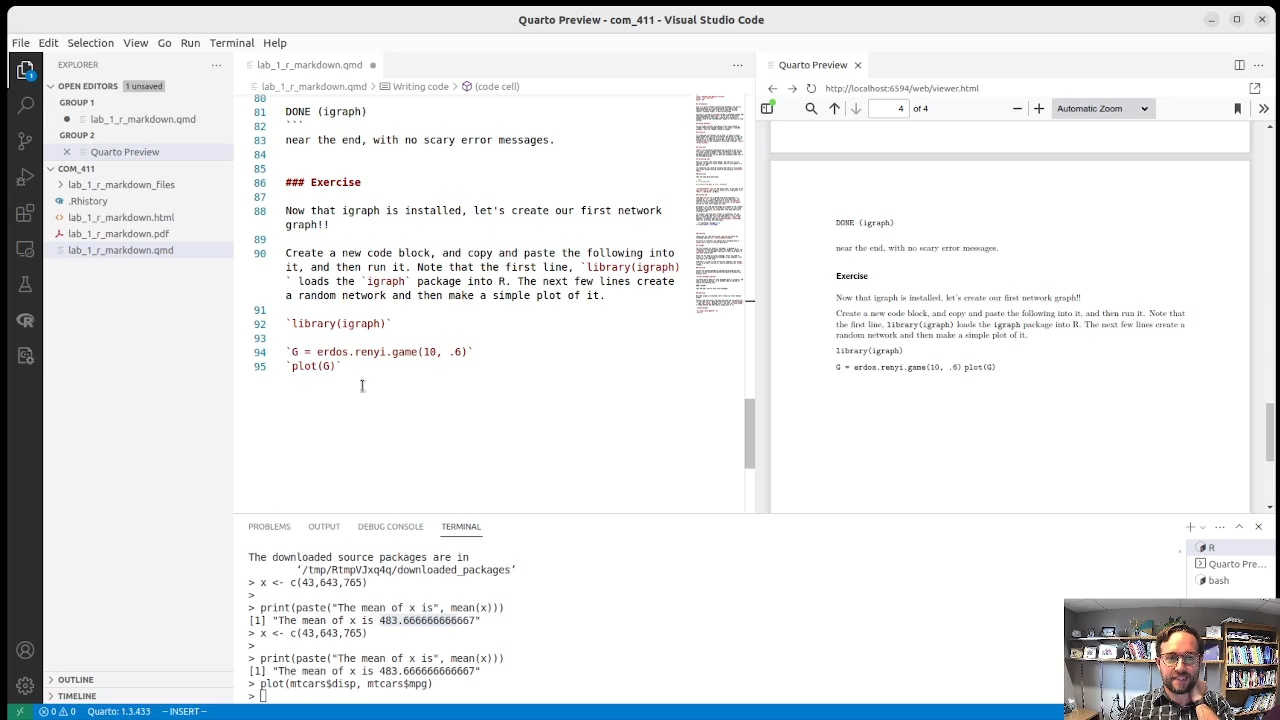 Quarto Preview - com_411 - Visual Studio Code
File Edit Selection View Go Run Terminal Help
EXPLORER
OPEN EDITORS 1 unsaved
GROUP 1
lab_1_r_markdown.qmd
GROUP 2
Quarto Preview
COM_411
lab_1_r_markdown_files
.Rhistory
lab_1_r_markdown.html
lab_1_r_markdown.pdf
lab_1_r_markdown.qmd
OUTLINE
TIMELINE
lab_1_r_markdown.qmd
lab_1_r_markdown.qmd > Writing code > (code cell)
80
81 DONE (igraph)
82 ```
83 near the end, with no scary error messages.
84
85
86 ### Exercise
87
88 Now that igraph is installed, let's create our first network
graph!!
89
90 Create a new code block, and copy and paste the following into
it, and then run it. Note that the first line, `library(igraph)
` loads the `igraph` package into R. The next few lines create
a random network and then make a simple plot of it.
91
92 `library(igraph)`
93
94 `G = erdos.renyi.game(10, .6)`
95 `plot(G)`
Quarto Preview
http://localhost:6594/web/viewer.html
4 of 4
Automatic Zoom
DONE (igraph)
near the end, with no scary error messages.
Exercise
Now that igraph is installed, let's create our first network graph!!
Create a new code block, and copy and paste the following into it, and then run it. Note that
the first line, library(igraph) loads the igraph package into R. The next few lines create a
random network and then make a simple plot of it.
library(igraph)
G = erdos.renyi.game(10, .6) plot(G)
PROBLEMS OUTPUT DEBUG CONSOLE TERMINAL
The downloaded source packages are in
‘/tmp/RtmpVJxq4q/downloaded_packages’
> x <- c(43,643,765)
>
> print(paste("The mean of x is", mean(x)))
[1] "The mean of x is 483.666666666667"
> x <- c(43,643,765)
>
> print(paste("The mean of x is", mean(x)))
[1] "The mean of x is 483.666666666667"
> plot(mtcars$disp, mtcars$mpg)
>
R
Quarto Pre...
bash
0 0 Quarto: 1.3.433 -- INSERT --